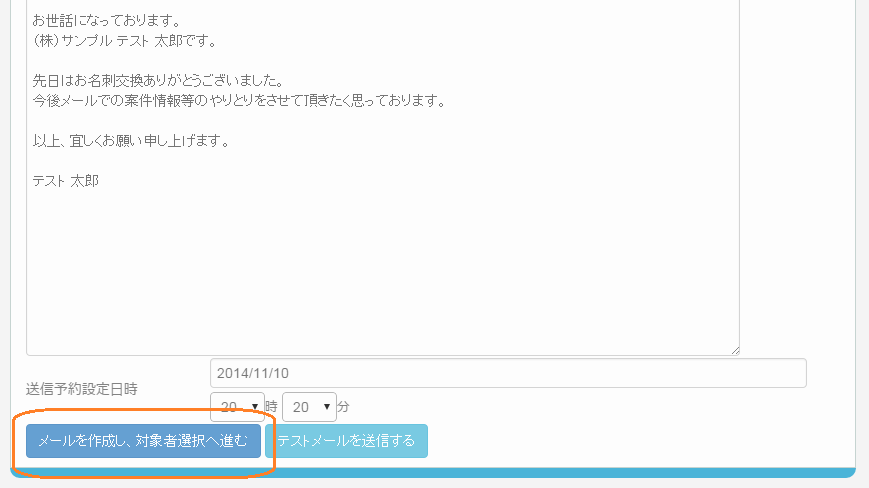 お世話になっております。
（株）サンプル テスト 太郎です。
先日はお名刺交換ありがとうございました。
今後メールでの案件情報等のやりとりをさせて頂きたく思っております。
以上、宜しくお願い申し上げます。
テスト 太郎
送信予約設定日時
2014/11/10
20 時 20 分
メールを作成し、対象者選択へ進む テストメールを送信する